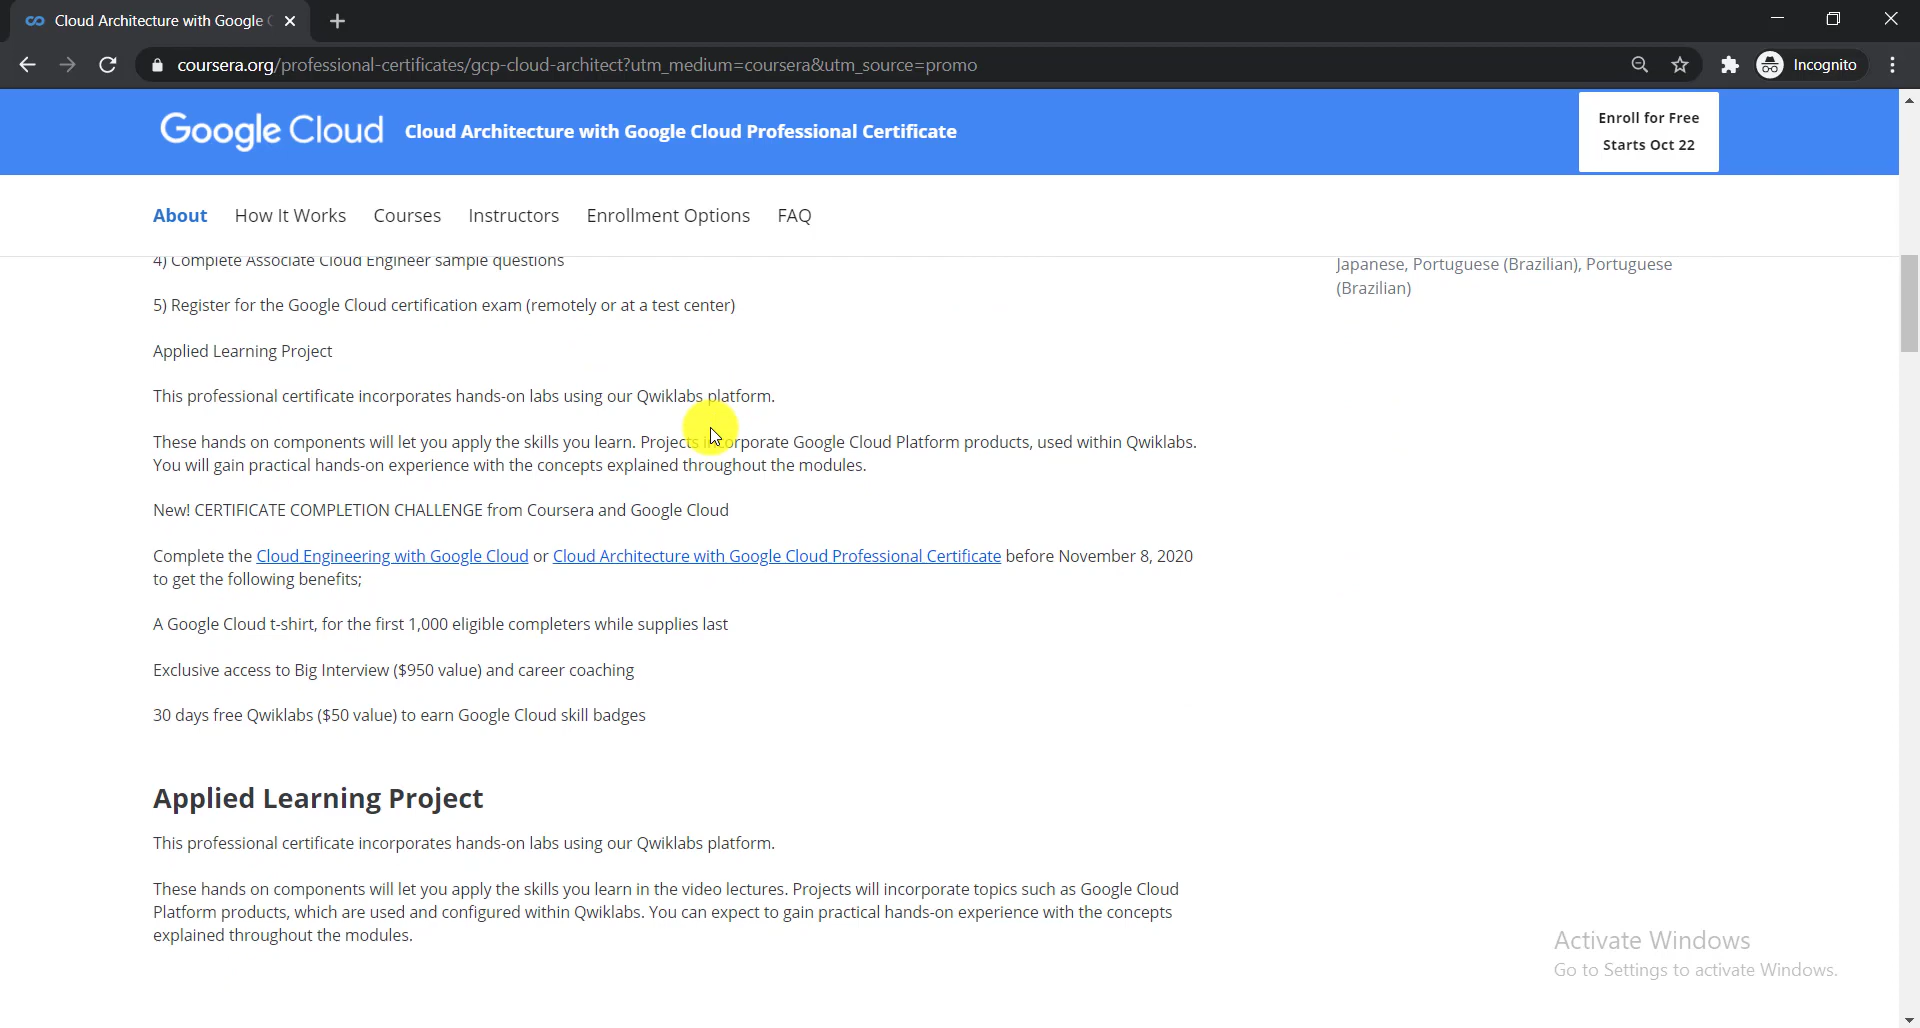 Cloud Architecture with Google
coursera.org/professional-certificates/gcp-cloud-architect?utm_medium=coursera&utm_source=promo
Incognito
Google Cloud
Cloud Architecture with Google Cloud Professional Certificate
Enroll for Free
Starts Oct 22
About How It Works Courses Instructors Enrollment Options FAQ
4) Complete Associate Cloud Engineer sample questions
Japanese, Portuguese (Brazilian), Portuguese
(Brazilian)
5) Register for the Google Cloud certification exam (remotely or at a test center)
Applied Learning Project
This professional certificate incorporates hands-on labs using our Qwiklabs platform.
These hands on components will let you apply the skills you learn. Projects incorporate Google Cloud Platform products, used within Qwiklabs.
You will gain practical hands-on experience with the concepts explained throughout the modules.
New! CERTIFICATE COMPLETION CHALLENGE from Coursera and Google Cloud
Complete the Cloud Engineering with Google Cloud or Cloud Architecture with Google Cloud Professional Certificate before November 8, 2020
to get the following benefits;
A Google Cloud t-shirt, for the first 1,000 eligible completers while supplies last
Exclusive access to Big Interview ($950 value) and career coaching
30 days free Qwiklabs ($50 value) to earn Google Cloud skill badges
Applied Learning Project
This professional certificate incorporates hands-on labs using our Qwiklabs platform.
These hands on components will let you apply the skills you learn in the video lectures. Projects will incorporate topics such as Google Cloud
Platform products, which are used and configured within Qwiklabs. You can expect to gain practical hands-on experience with the concepts
explained throughout the modules.
Activate Windows
Go to Settings to activate Windows.